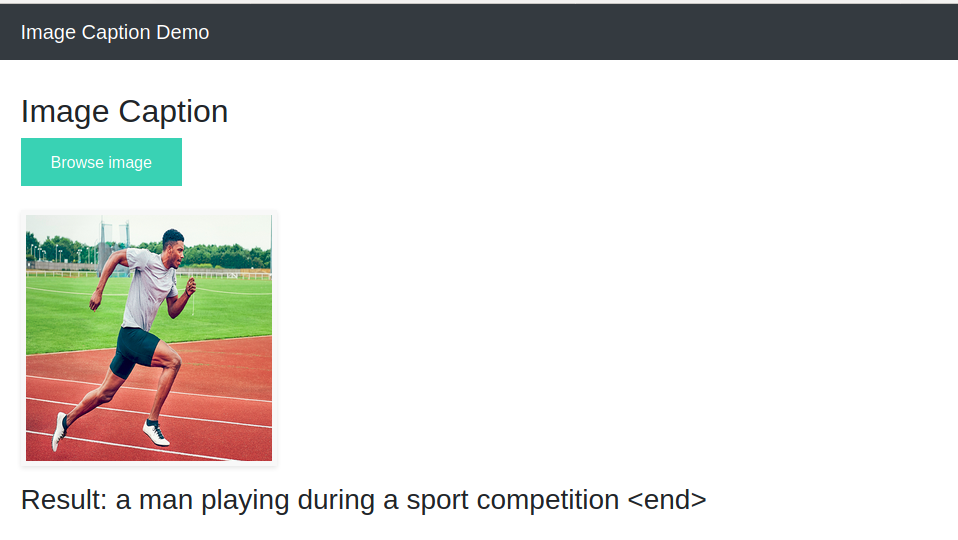 Image Caption Demo
Image Caption
Browse image
Result: a man playing during a sport competition <end>